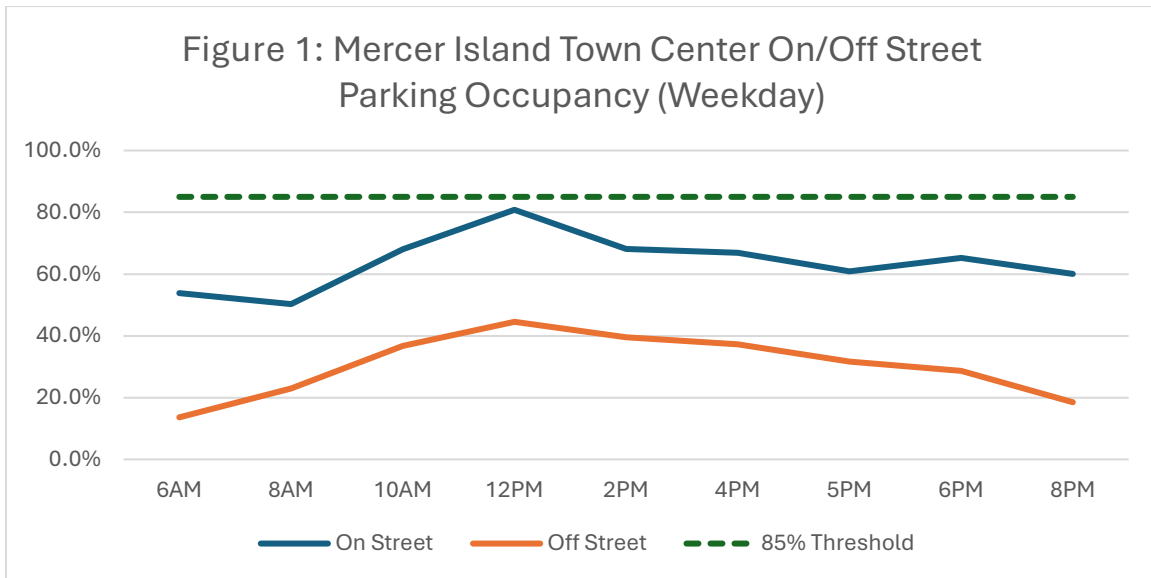 Figure 1: Mercer Island Town Center On/Off Street
Parking Occupancy (Weekday)
100.0%
80.0%
60.0%
40.0%
20.0%
0.0%
6AM 8AM 10AM 12PM 2PM 4PM 5PM 6PM 8PM
On Street Off Street 85% Threshold